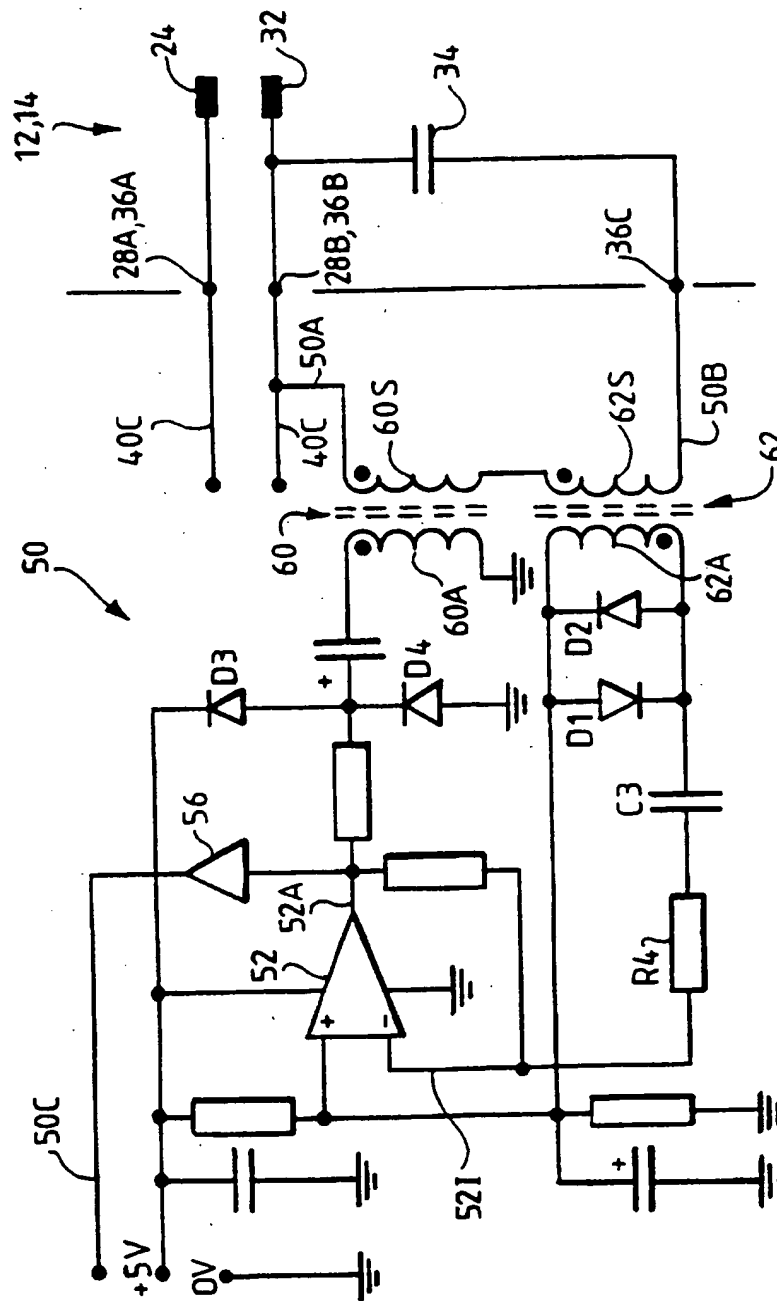 12,14
24
32
34
28A,36A
28B,36B
36C
50A
50B
40C
40C
60S
62S
62
60
60A
62A
50
D3
D4
D2
D1
C3
R4
56
52A
52
+
+
-
52I
+
50C
+5V
0V